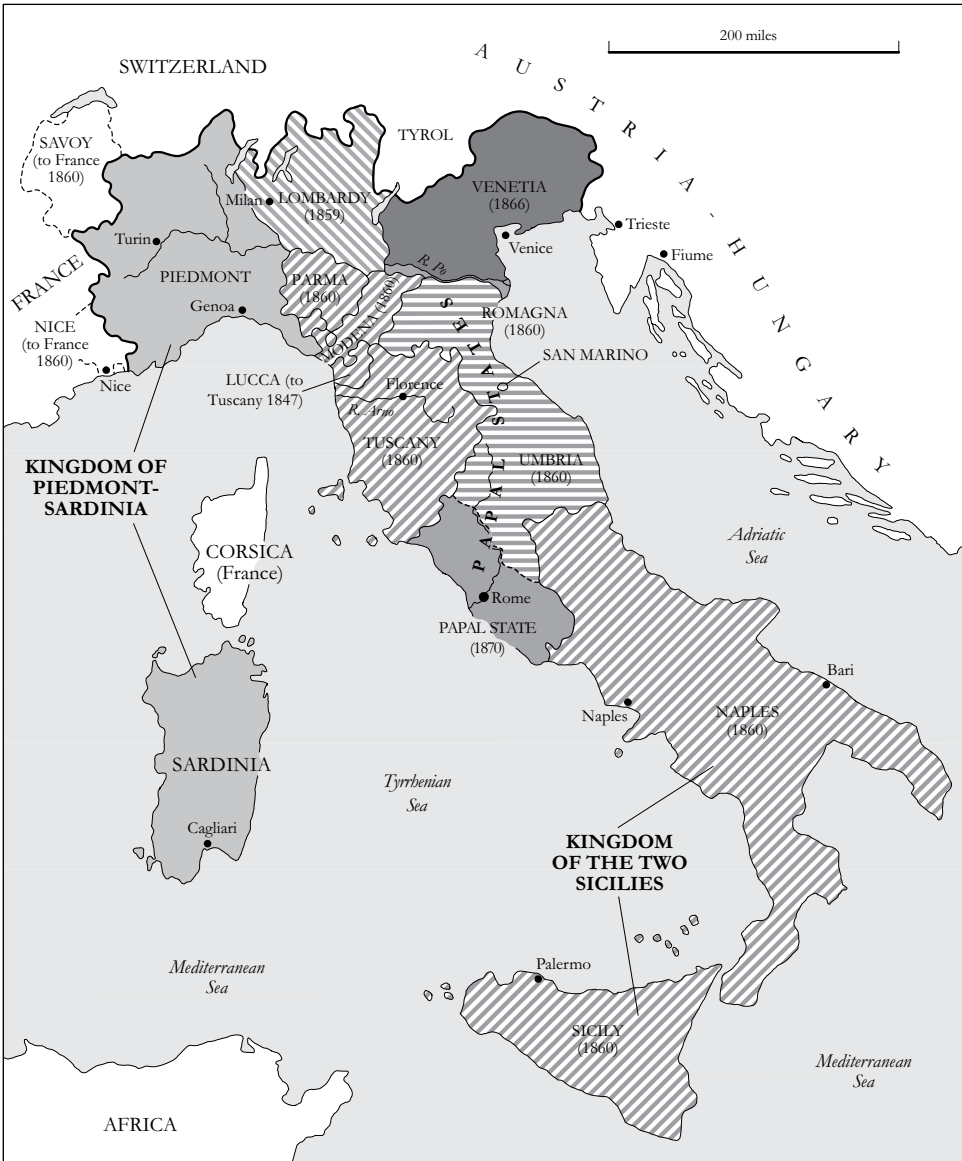 200 miles
AUSTRIA-HUNGARY
SWITZERLAND
TYROL
SAVOY
(to France
1860)
VENETIA
(1866)
Milan
LOMBARDY
(1859)
Trieste
Venice
Turin
Fiume
FRANCE
PIEDMONT
R. Po
PARMA
(1860)
MODENA (1860)
Genoa
ROMAGNA
(1860)
NICE
(to France
1860)
SAN MARINO
Nice
LUCCA (to
Tuscany 1847)
Florence
R. Arno
TUSCANY
(1860)
PAPAL STATES
UMBRIA
(1860)
KINGDOM OF
PIEDMONT-
SARDINIA
CORSICA
(France)
Adriatic
Sea
Rome
PAPAL STATE
(1870)
Bari
Naples
NAPLES
(1860)
SARDINIA
Tyrrhenian
Sea
Cagliari
KINGDOM
OF THE TWO
SICILIES
Mediterranean
Sea
Palermo
SICILY
(1860)
Mediterranean
Sea
AFRICA